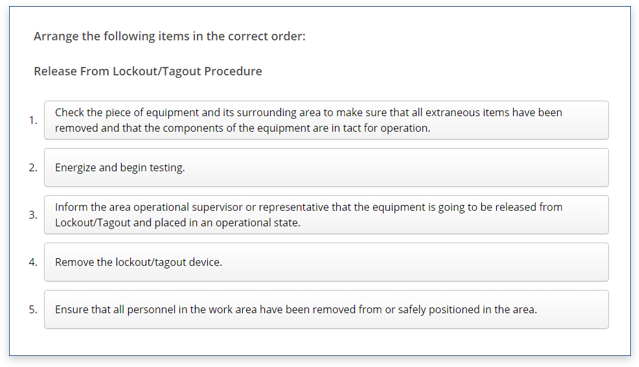 Arrange the following items in the correct order:
Release From Lockout/Tagout Procedure
1. Check the piece of equipment and its surrounding area to make sure that all extraneous items have been
removed and that the components of the equipment are in tact for operation.
2. Energize and begin testing.
3. Inform the area operational supervisor or representative that the equipment is going to be released from
Lockout/Tagout and placed in an operational state.
4. Remove the lockout/tagout device.
5. Ensure that all personnel in the work area have been removed from or safely positioned in the area.